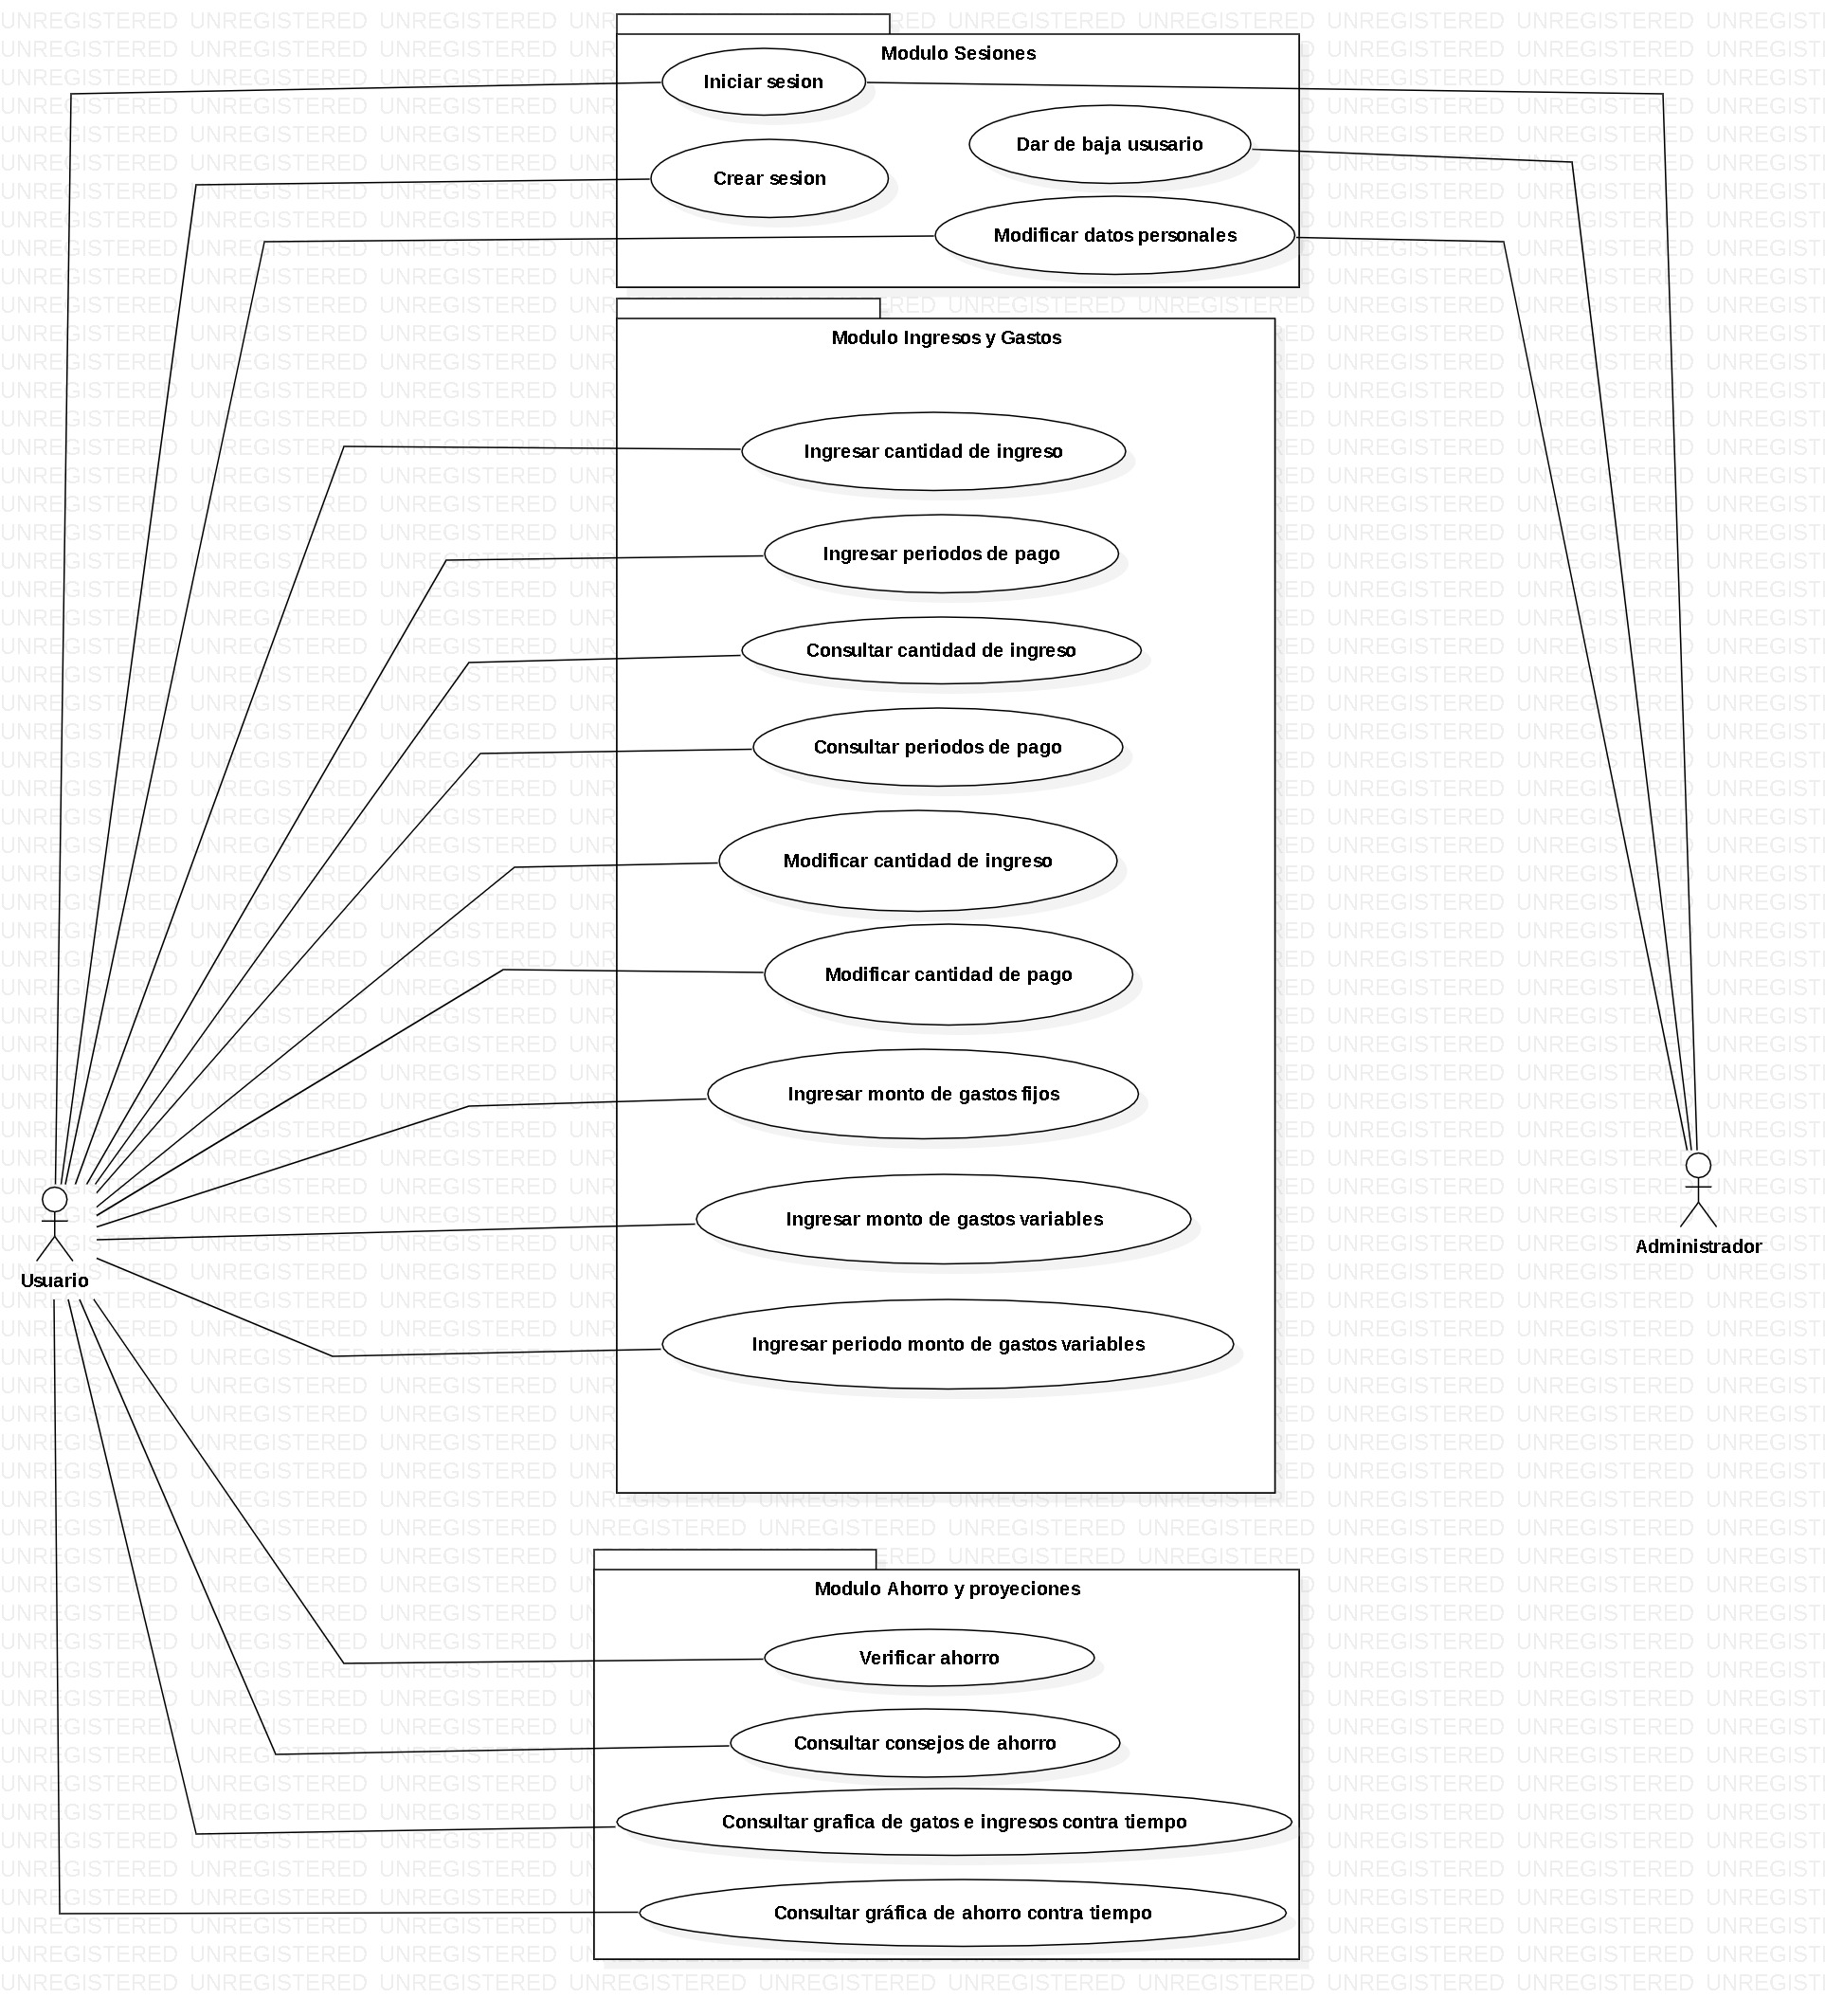 Modulo Sesiones
Iniciar sesion
Dar de baja ususario
Crear sesion
Modificar datos personales
Modulo Ingresos y Gastos
Ingresar cantidad de ingreso
Ingresar periodos de pago
Consultar cantidad de ingreso
Consultar periodos de pago
Modificar cantidad de ingreso
Modificar cantidad de pago
Ingresar monto de gastos fijos
Ingresar monto de gastos variables
Administrador
Usuario
Ingresar periodo monto de gastos variables
Modulo Ahorro y proyeciones
Verificar ahorro
Consultar consejos de ahorro
Consultar grafica de gatos e ingresos contra tiempo
Consultar gráfica de ahorro contra tiempo
UNREGISTERED